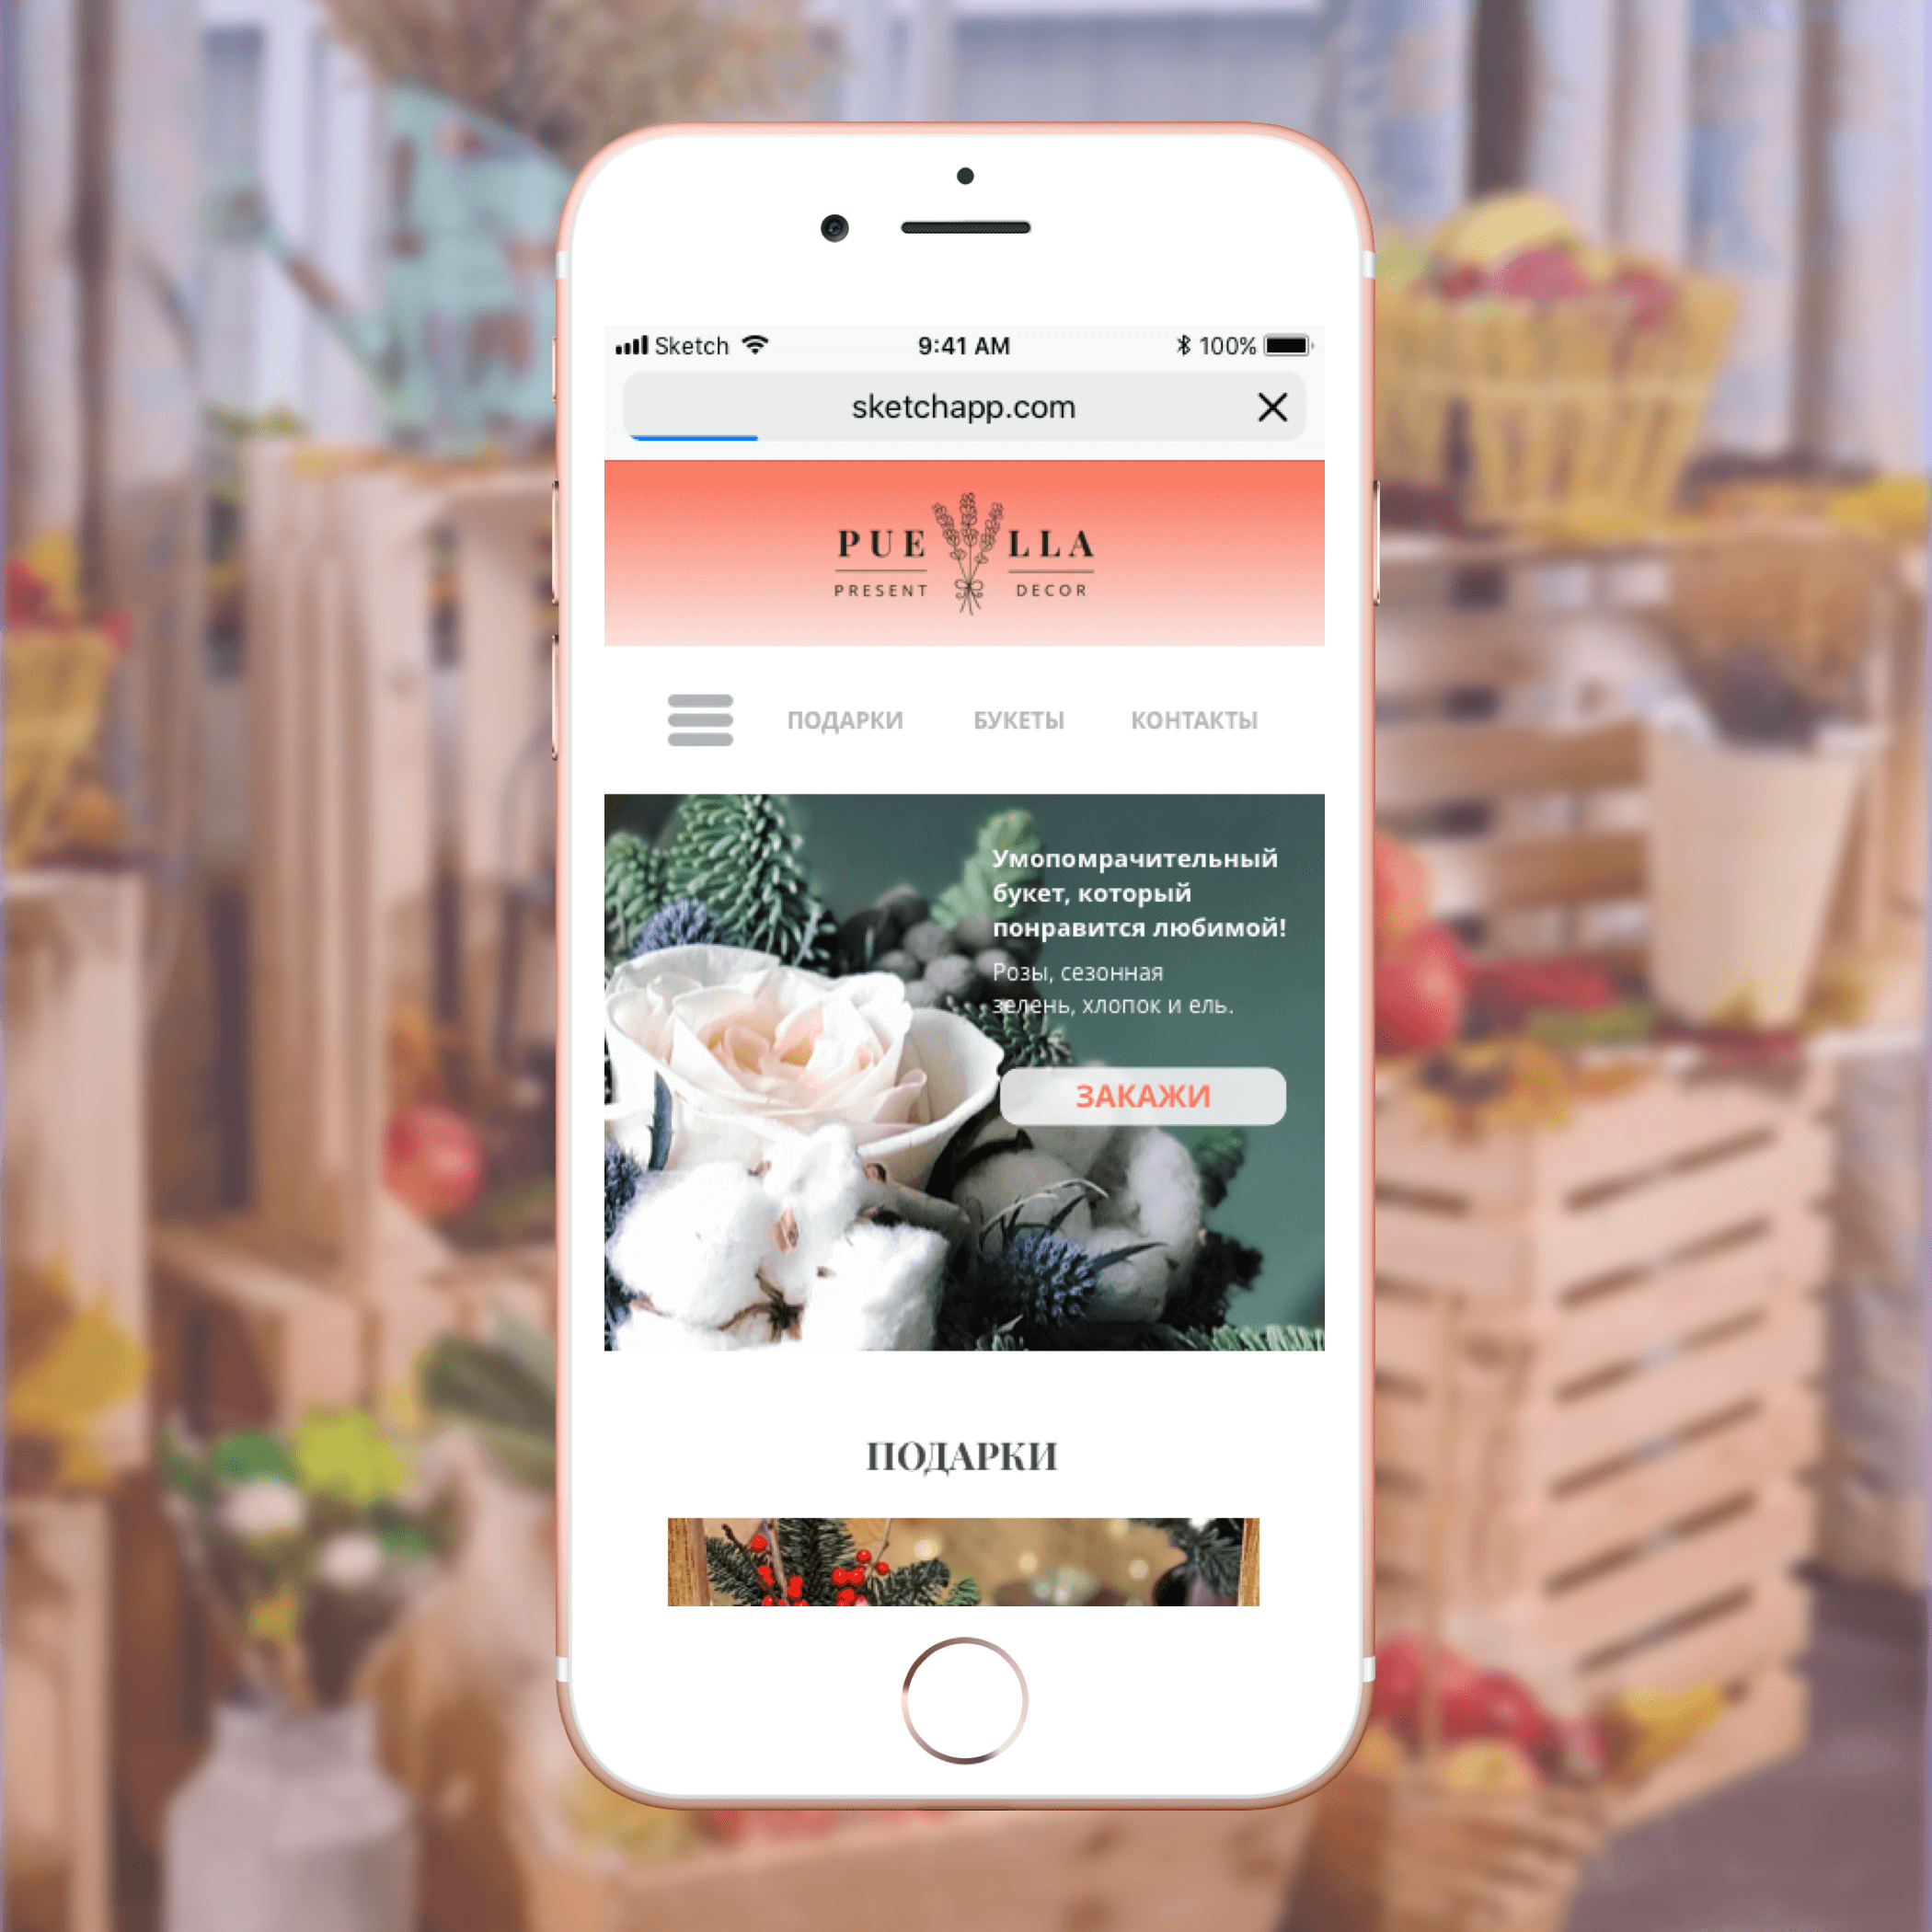 Sketch 9:41 AM 100%
sketchapp.com
PUE LLA
PRESENT DECOR
ПОДАРКИ БУКЕТЫ КОНТАКТЫ
Умопомрачительный
букет, который
понравится любимой!
Розы, сезонная
зелень, хлопок и ель.
ЗАКАЖИ
ПОДАРКИ